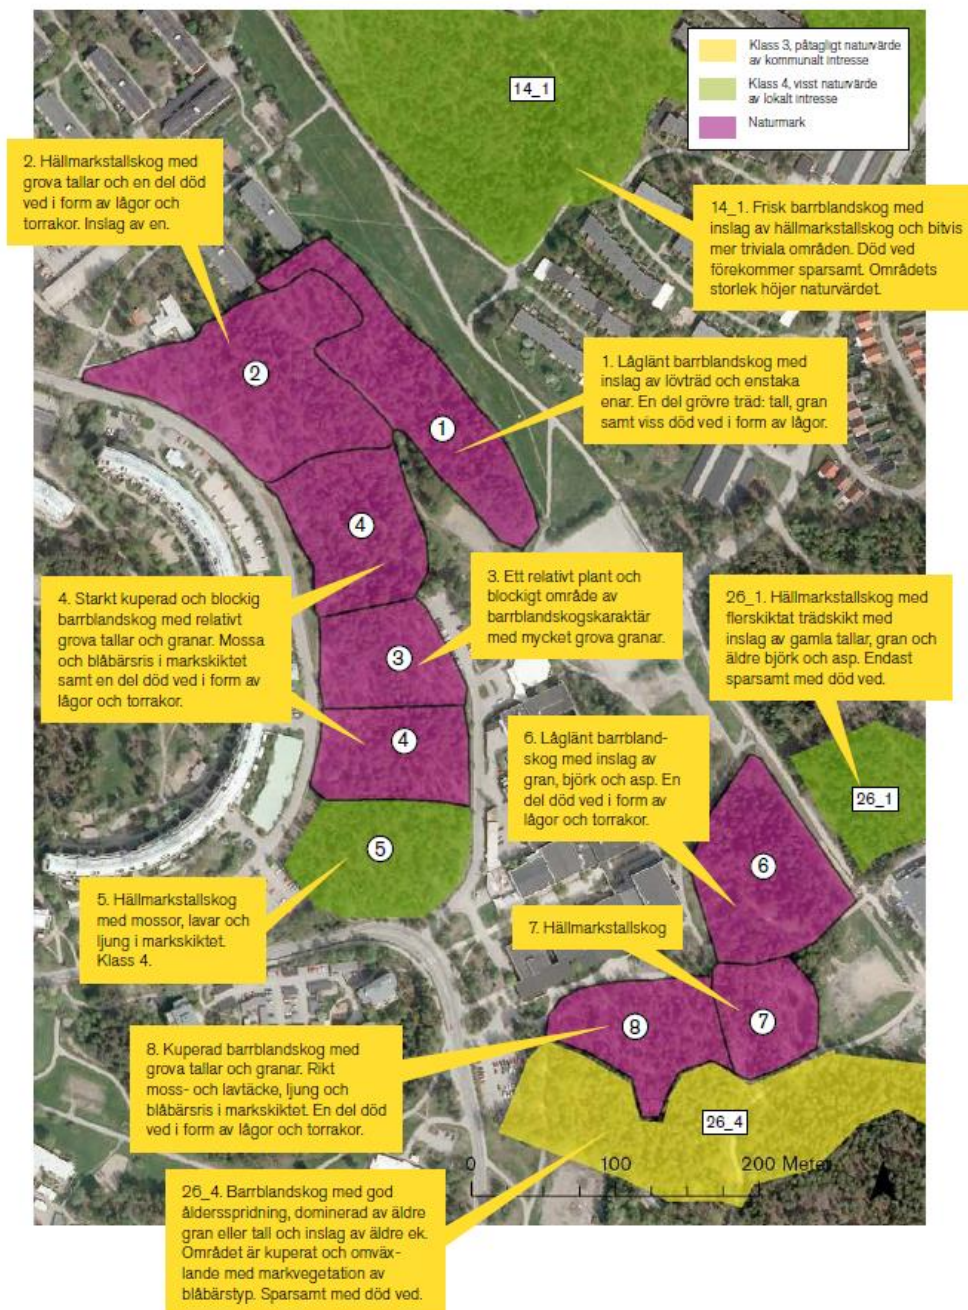 14_1
Klass 3, påtagligt naturvärde
av kommunalt intresse
Klass 4, visst naturvärde
av lokalt intresse
Naturmark
2. Hällmarkstallskog med
grova tallar och en del död
ved i form av lågor och
torrakor. Inslag av en.
14_1. Frisk barrblandskog med
inslag av hällmarkstallskog och bitvis
mer triviala områden. Död ved
förekommer sparsamt. Områdets
storlek höjer naturvärdet.
2
1
1. Låglänt barrblandskog med
inslag av lövträd och enstaka
enar. En del grövre träd: tall, gran
samt viss död ved i form av lågor.
4
4. Starkt kuperad och blockig
barrblandskog med relativt
grova tallar och granar. Mossa
och blåbärsris i markskiktet
samt en del död ved i form av
lågor och torrakor.
3. Ett relativt plant och
blockigt område av
barrblandskogskaraktär
med mycket grova granar.
26_1. Hällmarkstallskog med
flerskiktat trädskikt med
inslag av gamla tallar, gran och
äldre björk och asp. Endast
sparsamt med död ved.
3
4
6. Låglänt barrbland-
skog med inslag av
gran, björk och asp. En
del död ved i form av
lågor och torrakor.
26_1
5
6
5. Hällmarkstallskog
med mossor, lavar och
ljung i markskiktet.
Klass 4.
7. Hällmarkstallskog
8
7
8. Kuperad barrblandskog med
grova tallar och granar. Rikt
moss- och lavtäcke, ljung och
blåbärsris i markskiktet. En del död
ved i form av lågor och torrakor.
26_4
0 100 200 Meter
26_4. Barrblandskog med god
åldersspridning, dominerad av äldre
gran eller tall och inslag av äldre ek.
Området är kuperat och omväx-
lande med markvegetation av
blåbärstyp. Sparsamt med död ved.